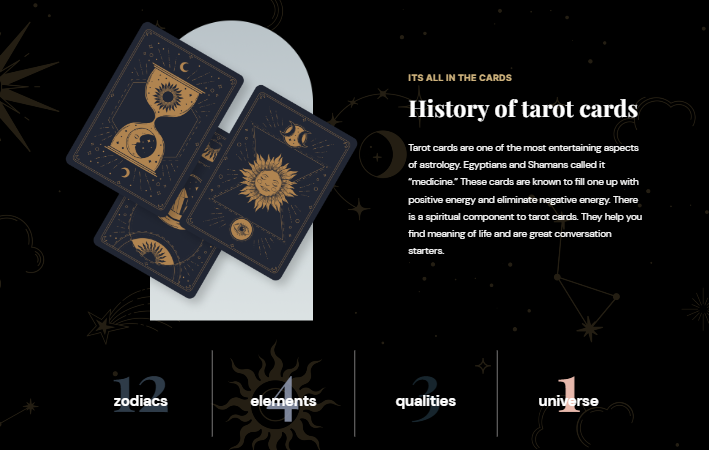 ITS ALL IN THE CARDS
History of tarot cards
Tarot cards are one of the most entertaining aspects
of astrology. Egyptians and Shamans called it
“medicine.” These cards are known to fill one up with
positive energy and eliminate negative energy. There
is a spiritual component to tarot cards. They help you
find meaning of life and are great conversation
starters.
12
zodiacs
4
elements
3
qualities
1
universe